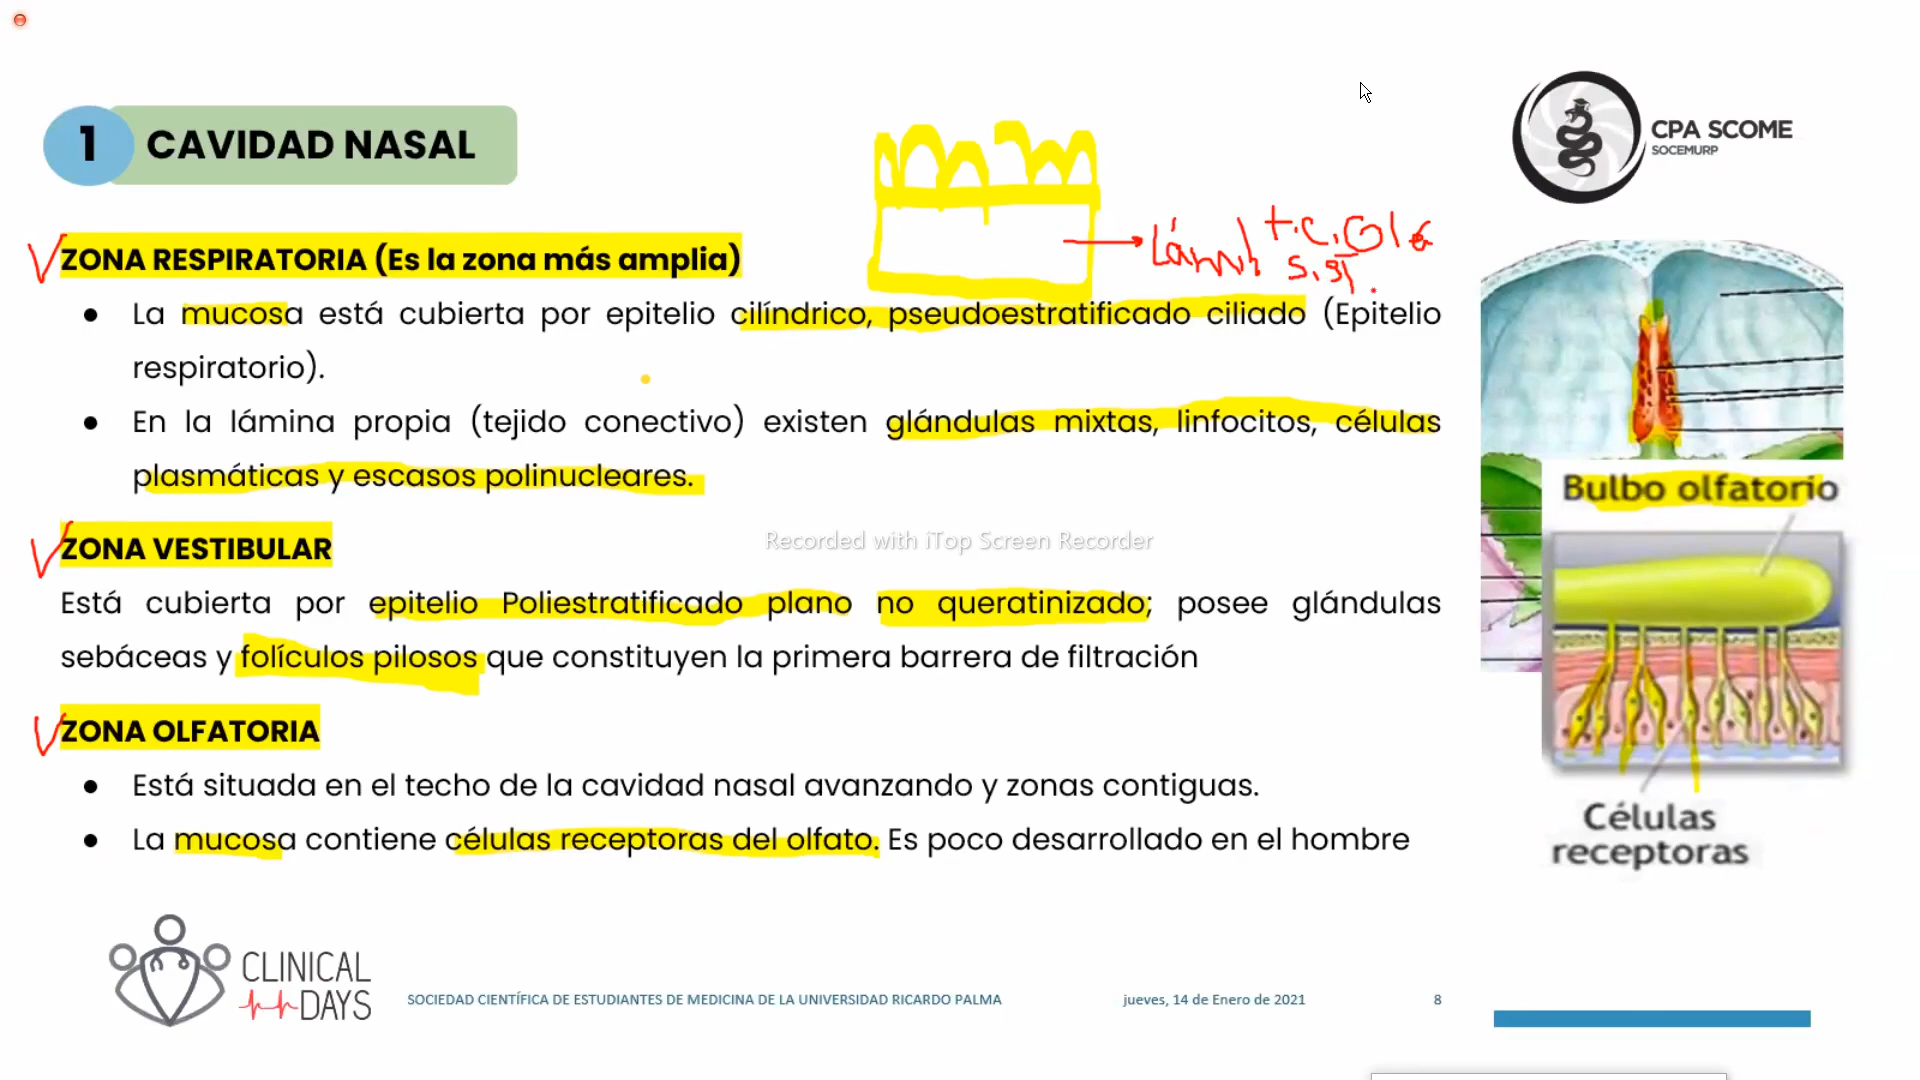 1 CAVIDAD NASAL
CPA SCOME
SOCEMURP
t.c.
ZONA RESPIRATORIA (Es la zona más amplia)
● La mucosa está cubierta por epitelio cilíndrico, pseudoestratificado ciliado (Epitelio
respiratorio).
● En la lámina propia (tejido conectivo) existen glándulas mixtas, linfocitos, células
plasmáticas y escasos polinucleares.
ZONA VESTIBULAR
Está cubierta por epitelio Poliestratificado plano no queratinizado; posee glándulas
sebáceas y folículos pilosos que constituyen la primera barrera de filtración
ZONA OLFATORIA
● Está situada en el techo de la cavidad nasal avanzando y zonas contiguas.
● La mucosa contiene células receptoras del olfato. Es poco desarrollado en el hombre
Bulbo olfatorio
Células
receptoras
Recorded with iTop Screen Recorder
CLINICAL
DAYS
SOCIEDAD CIENTÍFICA DE ESTUDIANTES DE MEDICINA DE LA UNIVERSIDAD RICARDO PALMA
jueves, 14 de Enero de 2021
8